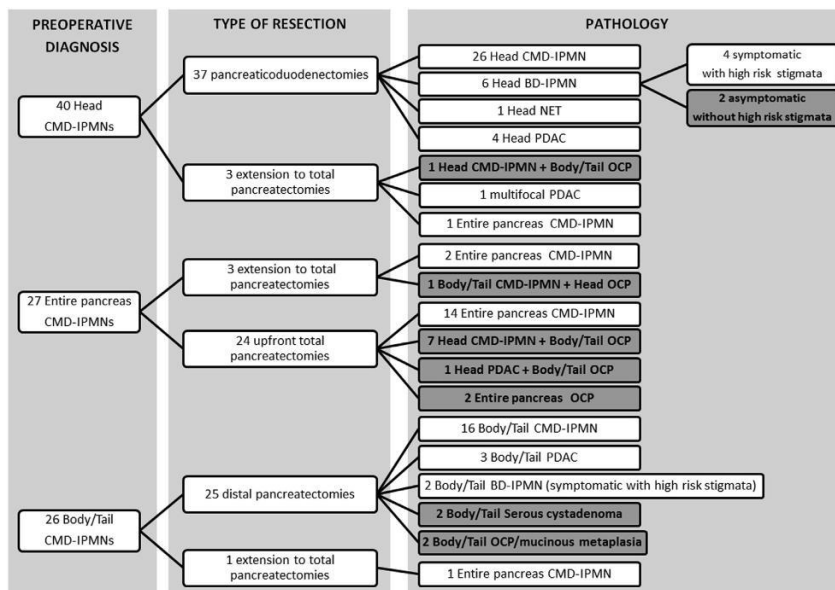 PREOPERATIVE
DIAGNOSIS
TYPE OF RESECTION
PATHOLOGY
40 Head
CMD-IPMNs
37 pancreaticoduodenectomies
26 Head CMD-IPMN
6 Head BD-IPMN
4 symptomatic
with high risk stigmata
2 asymptomatic
without high risk stigmata
1 Head NET
4 Head PDAC
3 extension to total
pancreatectomies
1 Head CMD-IPMN + Body/Tail OCP
1 multifocal PDAC
1 Entire pancreas CMD-IPMN
27 Entire pancreas
CMD-IPMNs
3 extension to total
pancreatectomies
2 Entire pancreas CMD-IPMN
1 Body/Tail CMD-IPMN + Head OCP
24 upfront total
pancreatectomies
14 Entire pancreas CMD-IPMN
7 Head CMD-IPMN + Body/Tail OCP
1 Head PDAC + Body/Tail OCP
2 Entire pancreas OCP
26 Body/Tail
CMD-IPMNs
25 distal pancreatectomies
16 Body/Tail CMD-IPMN
3 Body/Tail PDAC
2 Body/Tail BD-IPMN (symptomatic with high risk stigmata)
2 Body/Tail Serous cystadenoma
2 Body/Tail OCP/mucinous metaplasia
1 extension to total
pancreatectomies
1 Entire pancreas CMD-IPMN